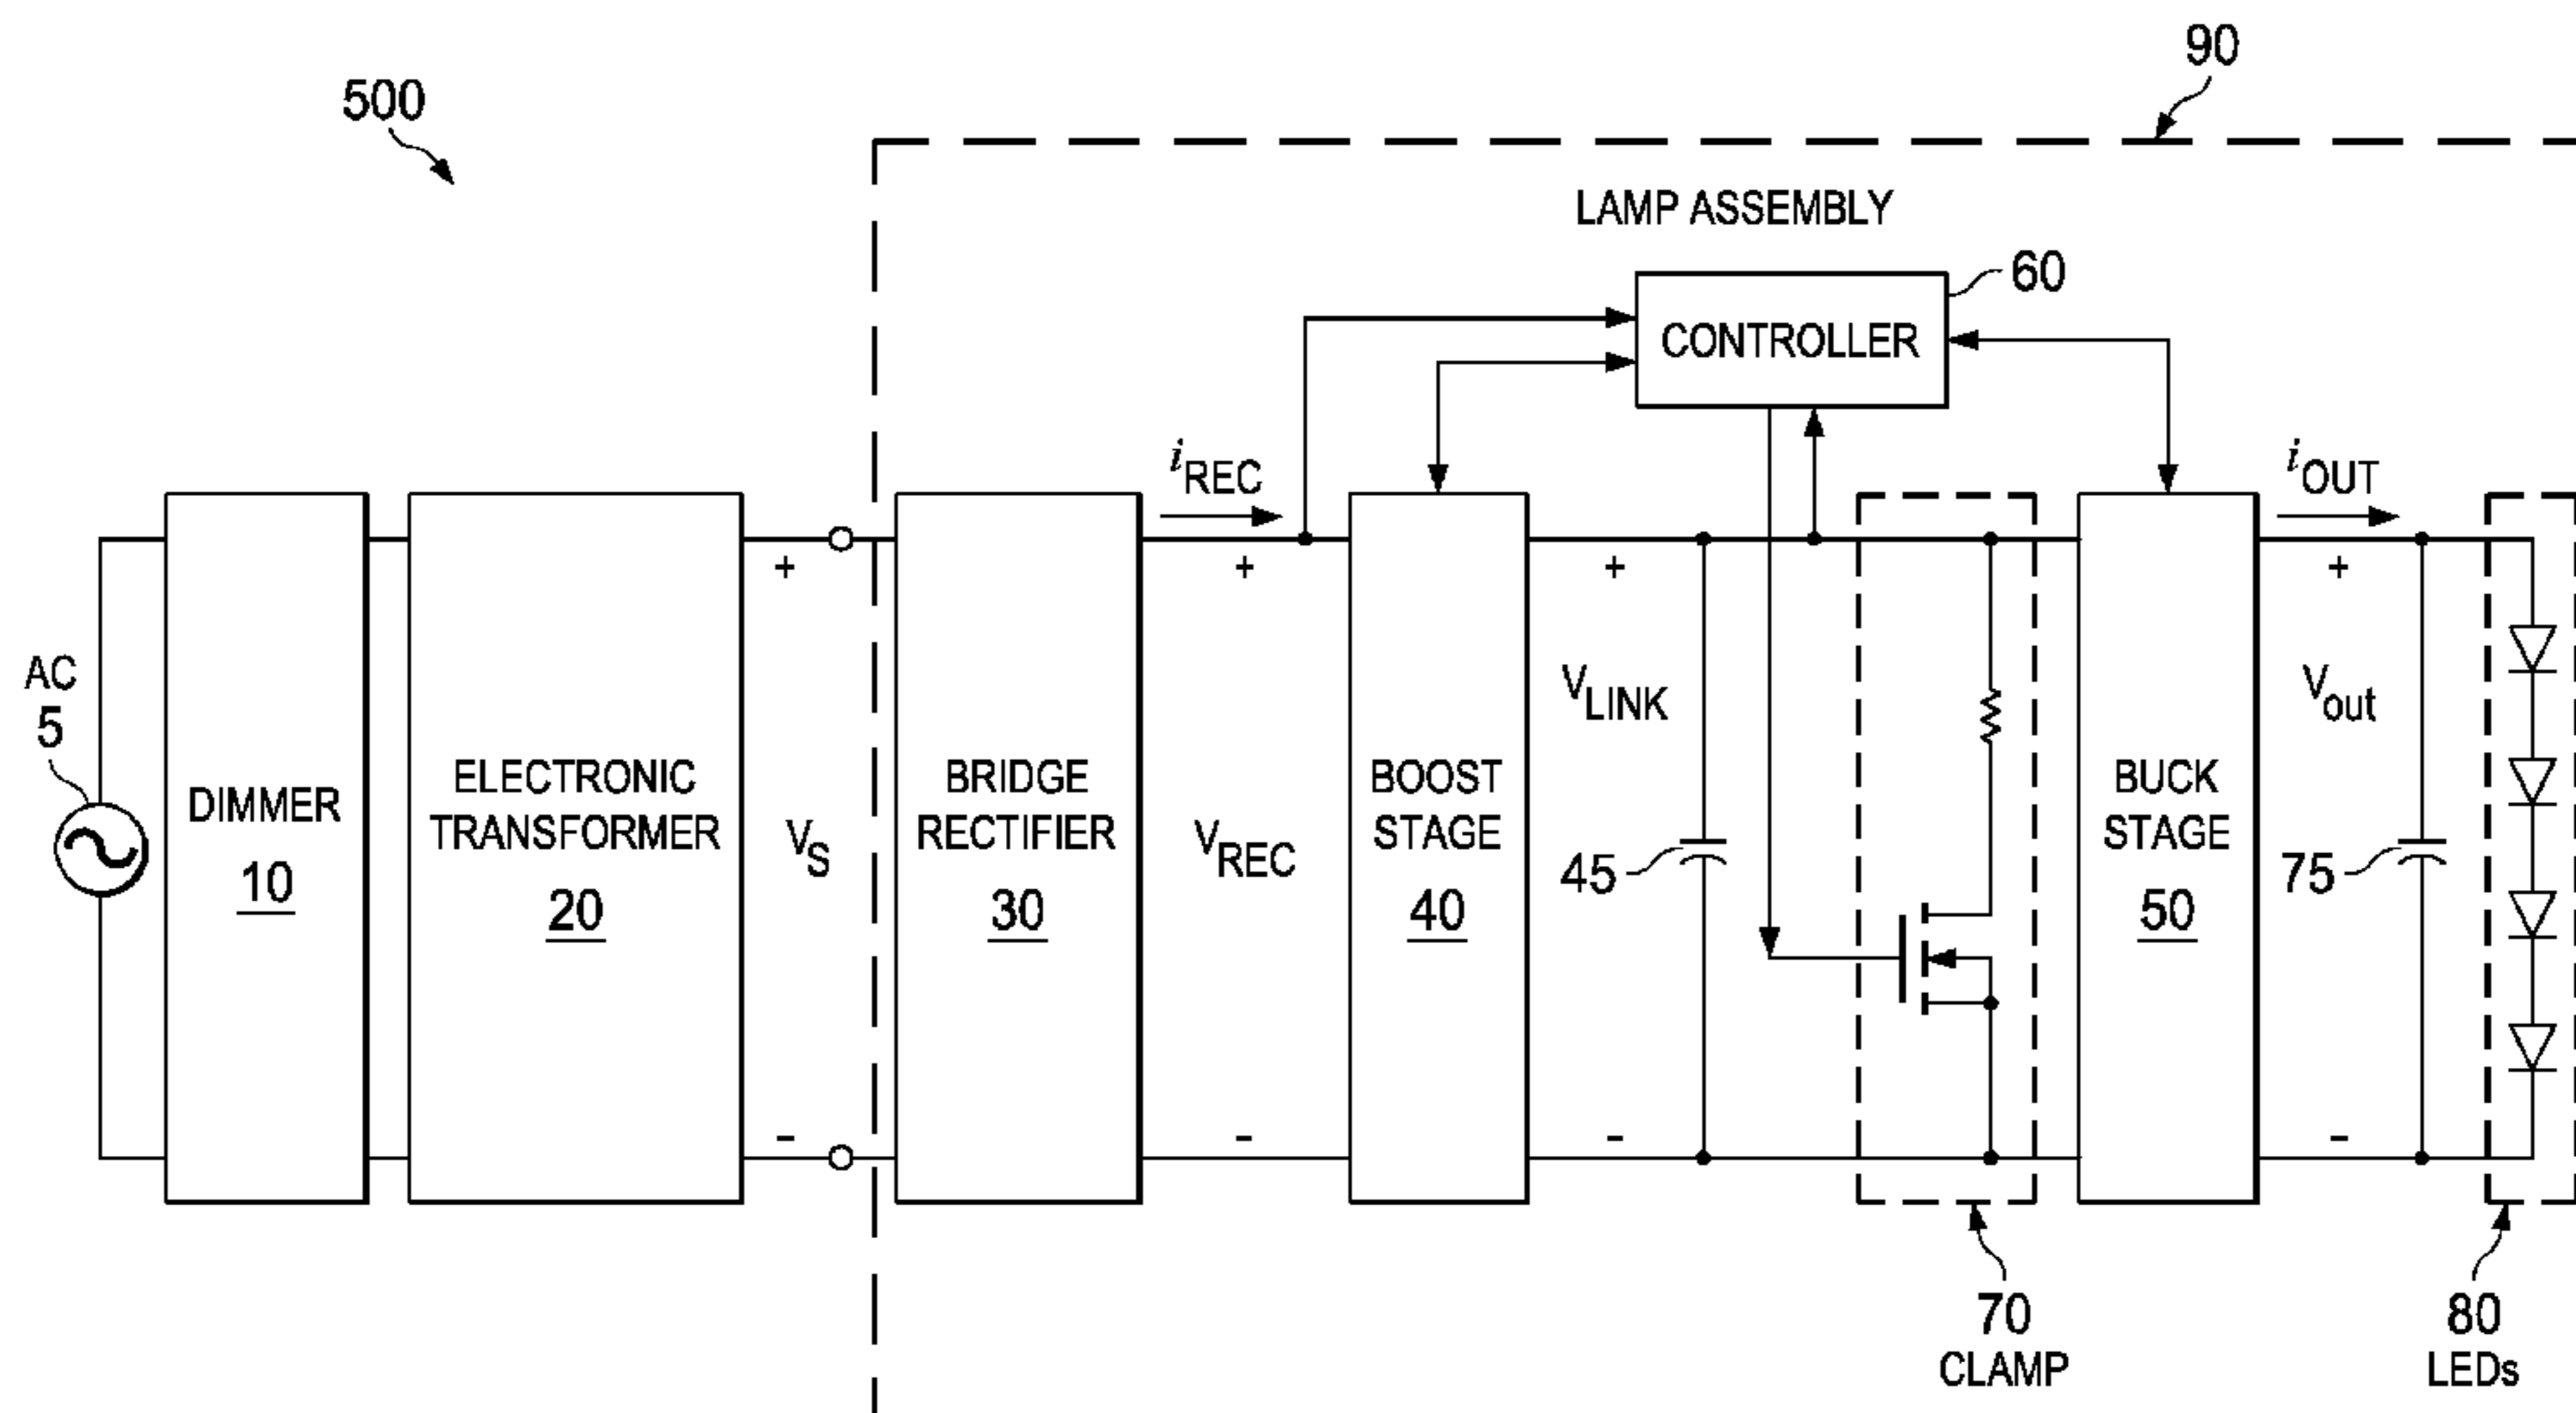 500
90
LAMP ASSEMBLY
60
CONTROLLER
iREC
iOUT
+
+
+
+
AC
5
DIMMER
10
ELECTRONIC
TRANSFORMER
20
VS
BRIDGE
RECTIFIER
30
VREC
BOOST
STAGE
40
VLINK
45
BUCK
STAGE
50
Vout
75
-
-
-
-
70
CLAMP
80
LEDs